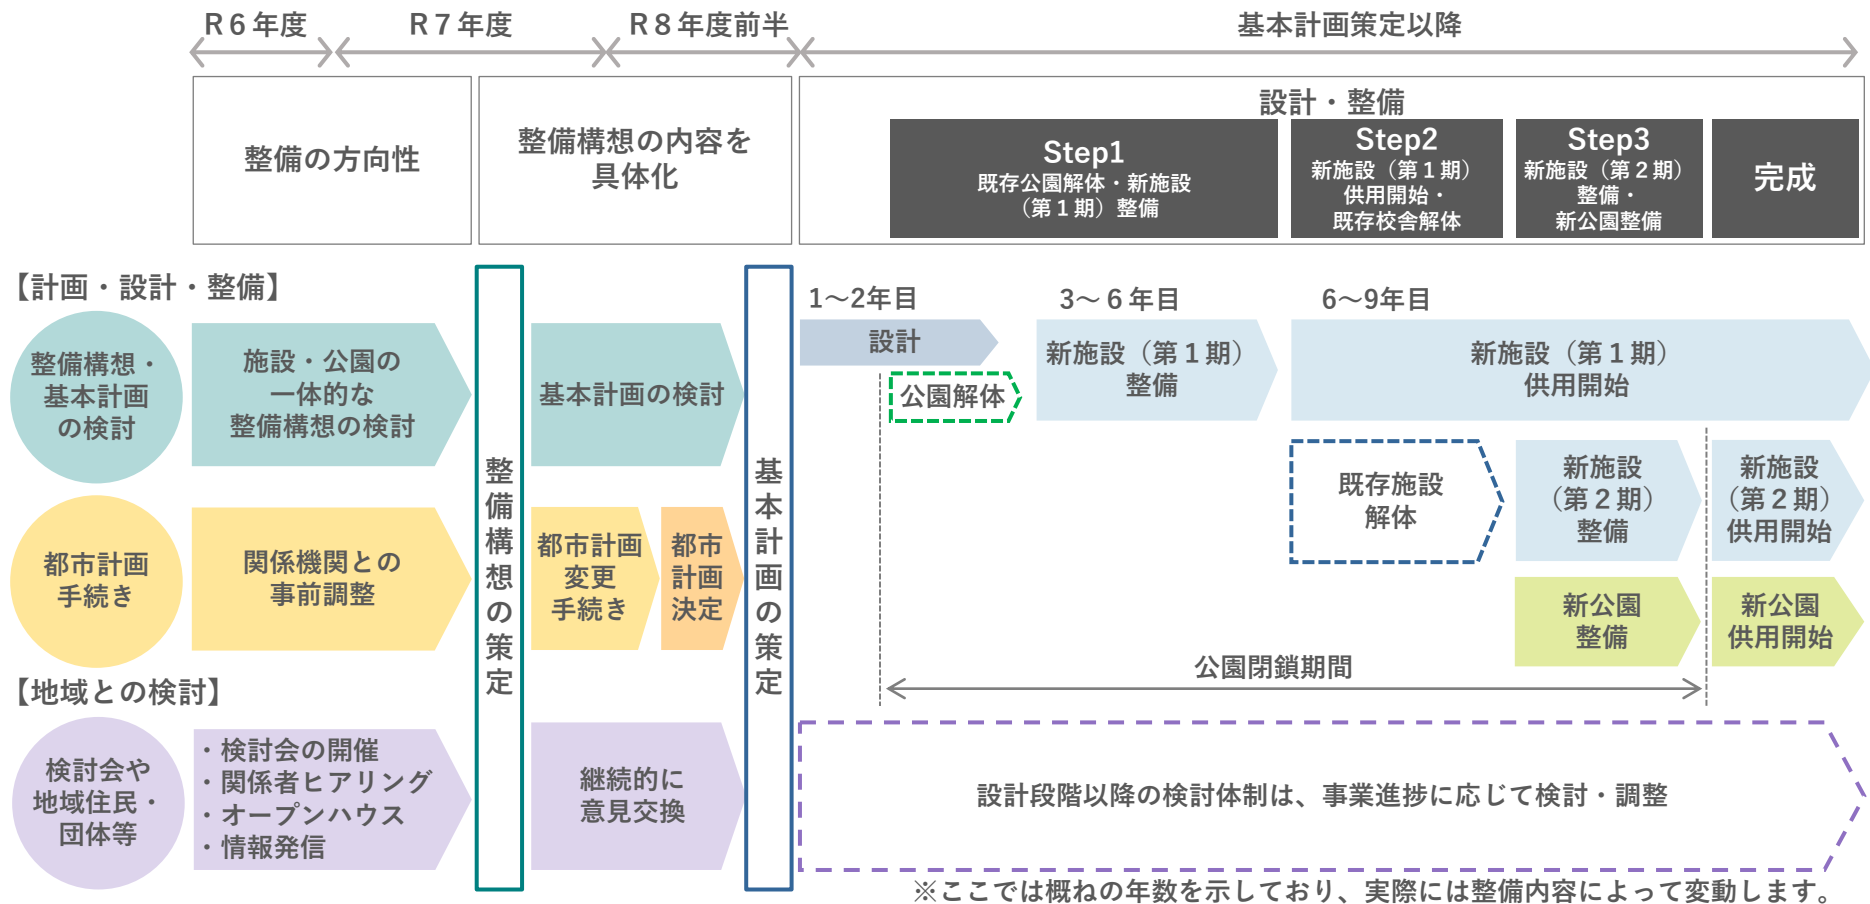 R６年度
R７年度
R８年度前半
基本計画策定以降
整備の方向性
整備構想の内容を
具体化
設計・整備
Step1
既存公園解体・新施設
（第１期）整備
Step2
新施設（第１期）
供用開始・
既存校舎解体
Step3
新施設（第２期）
整備・
新公園整備
完成
【計画・設計・整備】
整備構想・
基本計画
の検討
施設・公園の
一体的な
整備構想の検討
整備構想の策定
基本計画の検討
基本計画の策定
1～2年目
設計
公園解体
3～６年目
新施設（第１期）
整備
6～9年目
新施設（第１期）
供用開始
既存施設
解体
新施設
（第２期）
整備
新施設
（第２期）
供用開始
都市計画
手続き
関係機関との
事前調整
都市計画
変更
手続き
都市
計画
決定
新公園
整備
新公園
供用開始
公園閉鎖期間
【地域との検討】
検討会や
地域住民・
団体等
・検討会の開催
・関係者ヒアリング
・オープンハウス
・情報発信
継続的に
意見交換
設計段階以降の検討体制は、事業進捗に応じて検討・調整
※ここでは概ねの年数を示しており、実際には整備内容によって変動します。